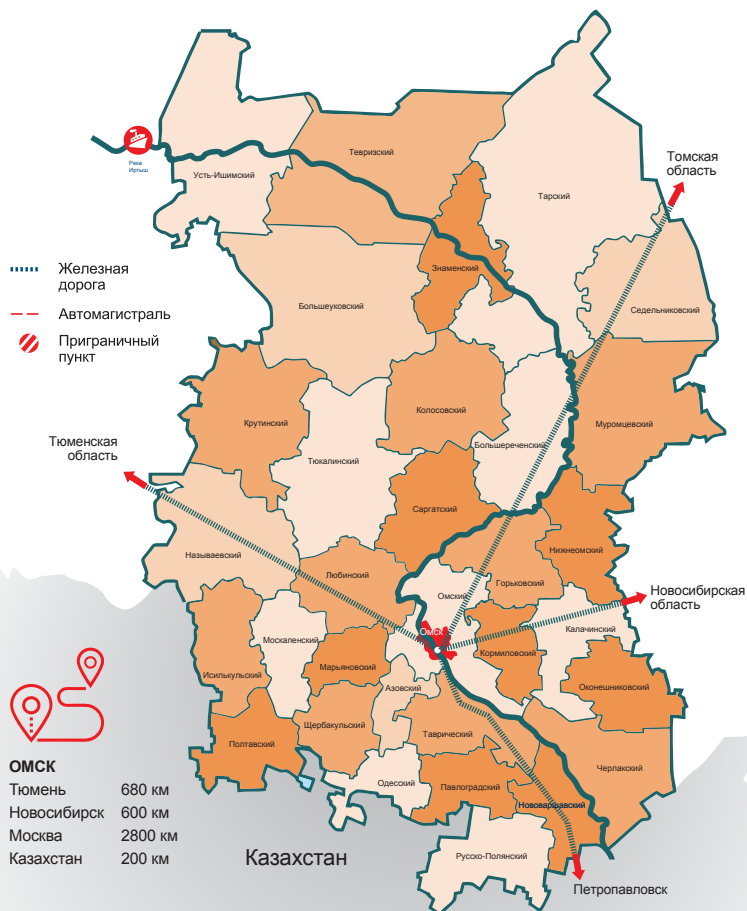 Томская
область
Река
Иртыш
Тевризский
Усть-Ишимский
Тарский
Знаменский
Железная
дорога
Автомагистраль
Приграничный
пункт
Большеуковский
Седельниковский
Колосовский
Крутинский
Муромцевский
Большереченский
Тюкалинский
Тюменская
область
Саргатский
Нижнеомский
Называевский
Любинский
Горьковский
Омский
Новосибирская
область
Омск
Калачинский
Москаленский
Кормиловский
Марьяновский
Исилькульский
Азовский
Оконешниковский
Щербакульский
Таврический
Полтавский
Черлакский
Одесский
Павлоградский
Нововаршавский
Русско-Полянский
Казахстан
Петропавловск
ОМСК
Тюмень 680 км
Новосибирск 600 км
Москва 2800 км
Казахстан 200 км